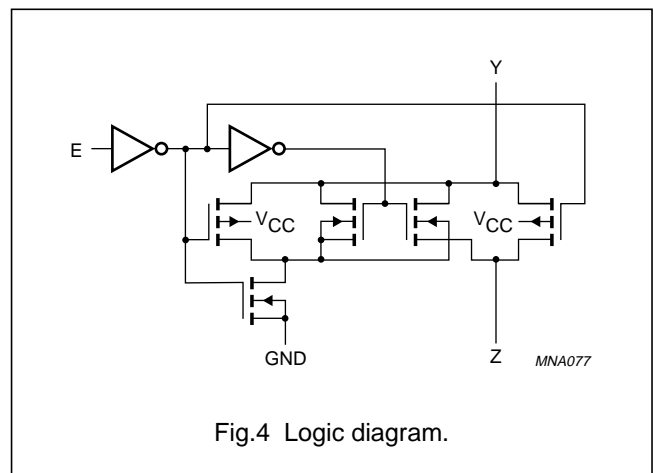 Y
E
VCC
VCC
GND
Z
MNA077
Fig.4 Logic diagram.